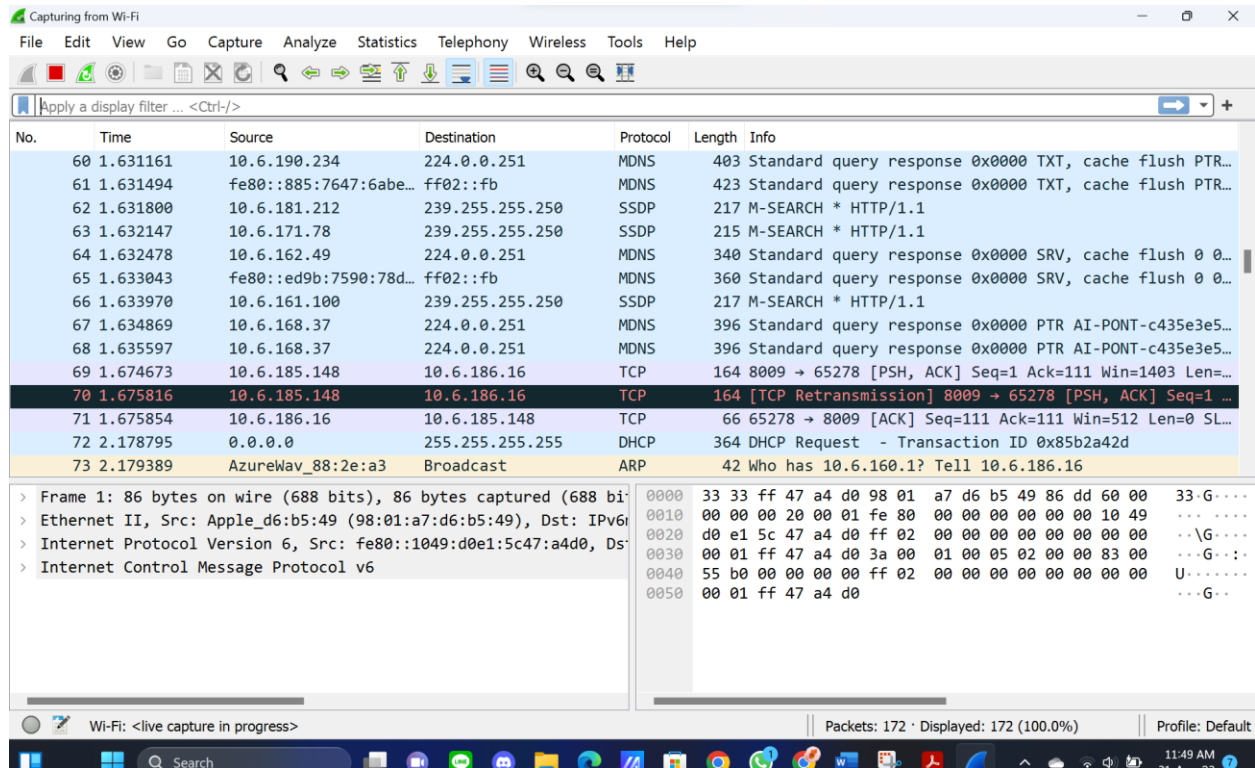 Capturing from Wi-Fi
File Edit View Go Capture Analyze Statistics Telephony Wireless Tools Help
Apply a display filter ... <Ctrl-/>
No. Time Source Destination Protocol Length Info
60 1.631161 10.6.190.234 224.0.0.251 MDNS 403 Standard query response 0x0000 TXT, cache flush PTR…
61 1.631494 fe80::885:7647:6abe… ff02::fb MDNS 423 Standard query response 0x0000 TXT, cache flush PTR…
62 1.631800 10.6.181.212 239.255.255.250 SSDP 217 M-SEARCH * HTTP/1.1
63 1.632147 10.6.171.78 239.255.255.250 SSDP 215 M-SEARCH * HTTP/1.1
64 1.632478 10.6.162.49 224.0.0.251 MDNS 340 Standard query response 0x0000 SRV, cache flush 0 0…
65 1.633043 fe80::ed9b:7590:78d… ff02::fb MDNS 360 Standard query response 0x0000 SRV, cache flush 0 0…
66 1.633970 10.6.161.100 239.255.255.250 SSDP 217 M-SEARCH * HTTP/1.1
67 1.634869 10.6.168.37 224.0.0.251 MDNS 396 Standard query response 0x0000 PTR AI-PONT-c435e3e5…
68 1.635597 10.6.168.37 224.0.0.251 MDNS 396 Standard query response 0x0000 PTR AI-PONT-c435e3e5…
69 1.674673 10.6.185.148 10.6.186.16 TCP 164 8009 → 65278 [PSH, ACK] Seq=1 Ack=111 Win=1403 Len=…
70 1.675816 10.6.185.148 10.6.186.16 TCP 164 [TCP Retransmission] 8009 → 65278 [PSH, ACK] Seq=1 …
71 1.675854 10.6.186.16 10.6.185.148 TCP 66 65278 → 8009 [ACK] Seq=111 Ack=111 Win=512 Len=0 SL…
72 2.178795 0.0.0.0 255.255.255.255 DHCP 364 DHCP Request - Transaction ID 0x85b2a42d
73 2.179389 AzureWav_88:2e:a3 Broadcast ARP 42 Who has 10.6.160.1? Tell 10.6.186.16
> Frame 1: 86 bytes on wire (688 bits), 86 bytes captured (688 bi
> Ethernet II, Src: Apple_d6:b5:49 (98:01:a7:d6:b5:49), Dst: IPv6
> Internet Protocol Version 6, Src: fe80::1049:d0e1:5c47:a4d0, Ds
> Internet Control Message Protocol v6
0000 33 33 ff 47 a4 d0 98 01 a7 d6 b5 49 86 dd 60 00 33·G····
0010 00 00 00 20 00 01 fe 80 00 00 00 00 00 00 10 49 ··· ····
0020 d0 e1 5c 47 a4 d0 ff 02 00 00 00 00 00 00 00 00 ··\G····
0030 00 01 ff 47 a4 d0 3a 00 01 00 05 02 00 00 83 00 ···G··:·
0040 55 b0 00 00 00 00 ff 02 00 00 00 00 00 00 00 00 U·······
0050 00 01 ff 47 a4 d0 ···G··
Wi-Fi: <live capture in progress> Packets: 172 · Displayed: 172 (100.0%) Profile: Default
Search 11:49 AM